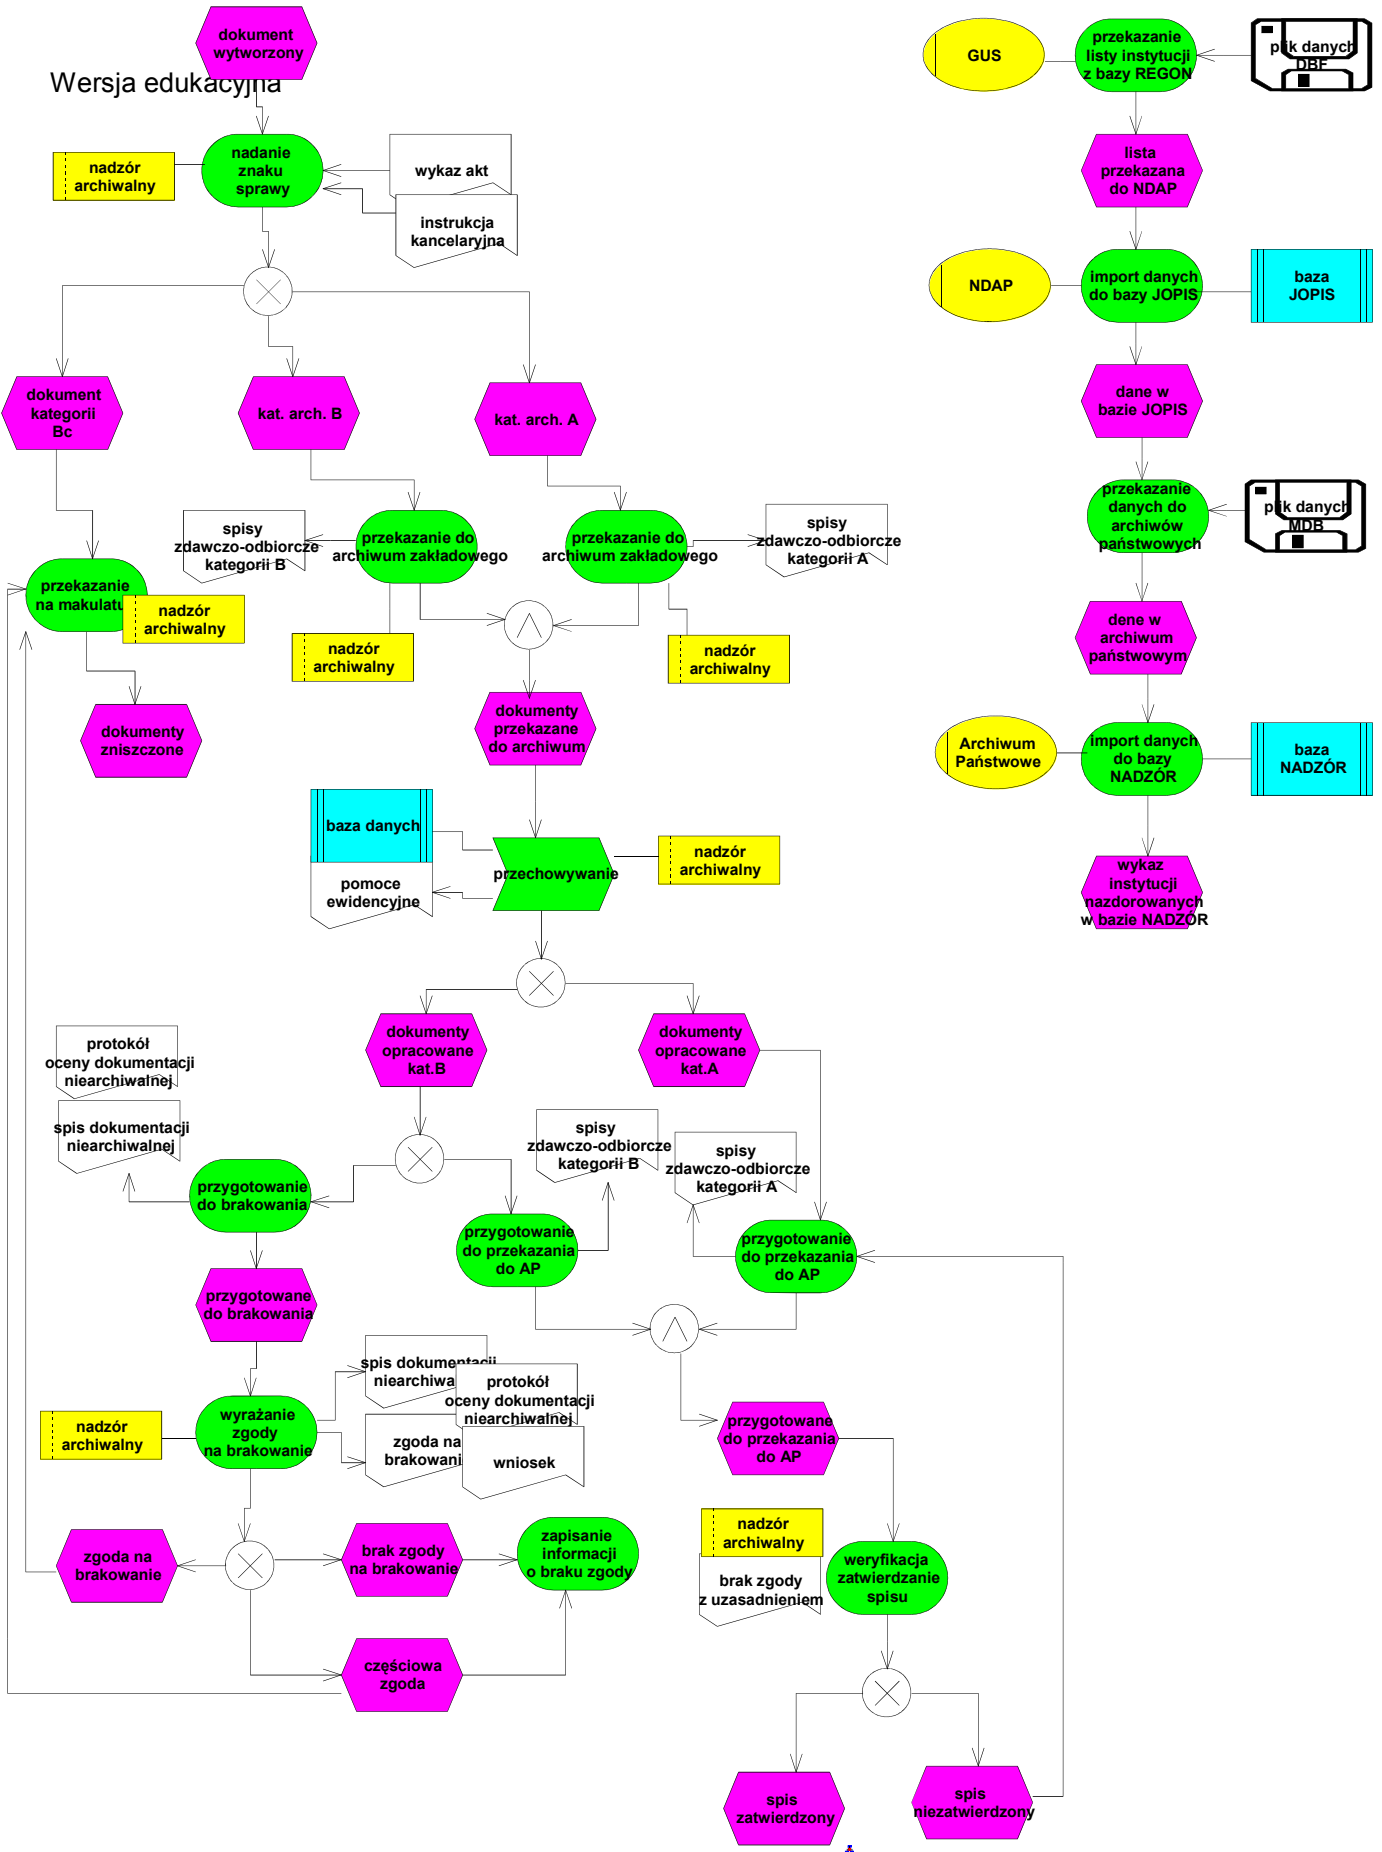 dokument
wytworzony
Wersja edukacyjna
nadzór
archiwalny
nadanie
znaku
sprawy
wykaz akt
instrukcja
kancelaryjna
dokument
kategorii
Bc
kat. arch. B
kat. arch. A
spisy
zdawczo-odbiorcze
kategorii B
przekazanie do
archiwum zakładowego
przekazanie do
archiwum zakładowego
spisy
zdawczo-odbiorcze
kategorii A
przekazanie
na makulatu
nadzór
archiwalny
nadzór
archiwalny
nadzór
archiwalny
dokumenty
zniszczone
dokumenty
przekazane
do archiwum
baza danych
pomoce
ewidencyjne
przechowywanie
nadzór
archiwalny
dokumenty
opracowane
kat.B
dokumenty
opracowane
kat.A
protokół
oceny dokumentacji
niearchiwalnej
spis dokumentacji
niearchiwalnej
przygotowanie
do brakowania
spisy
zdawczo-odbiorcze
kategorii B
spisy
zdawczo-odbiorcze
kategorii A
przygotowanie
do przekazania
do AP
przygotowanie
do przekazania
do AP
przygotowane
do brakowania
nadzór
archiwalny
wyrażanie
zgody
na brakowanie
spis dokumentacji
niearchiwa
protokół
oceny dokumentacji
niearchiwalnej
zgoda na
brakowani
wniosek
przygotowane
do przekazania
do AP
zgoda na
brakowanie
brak zgody
na brakowanie
zapisanie
informacji
o braku zgody
częściowa
zgoda
nadzór
archiwalny
brak zgody
z uzasadnieniem
weryfikacja
zatwierdzanie
spisu
spis
zatwierdzony
spis
niezatwierdzony
GUS
przekazanie
listy instytucji
z bazy REGON
plik danych
DBF
lista
przekazana
do NDAP
NDAP
import danych
do bazy JOPIS
baza
JOPIS
dane w
bazie JOPIS
przekazanie
danych do
archiwów
państwowych
plik danych
MDB
dene w
archiwum
państwowym
Archiwum
Państwowe
import danych
do bazy
NADZÓR
baza
NADZÓR
wykaz
instytucji
nazdorowanych
w bazie NADZÓR